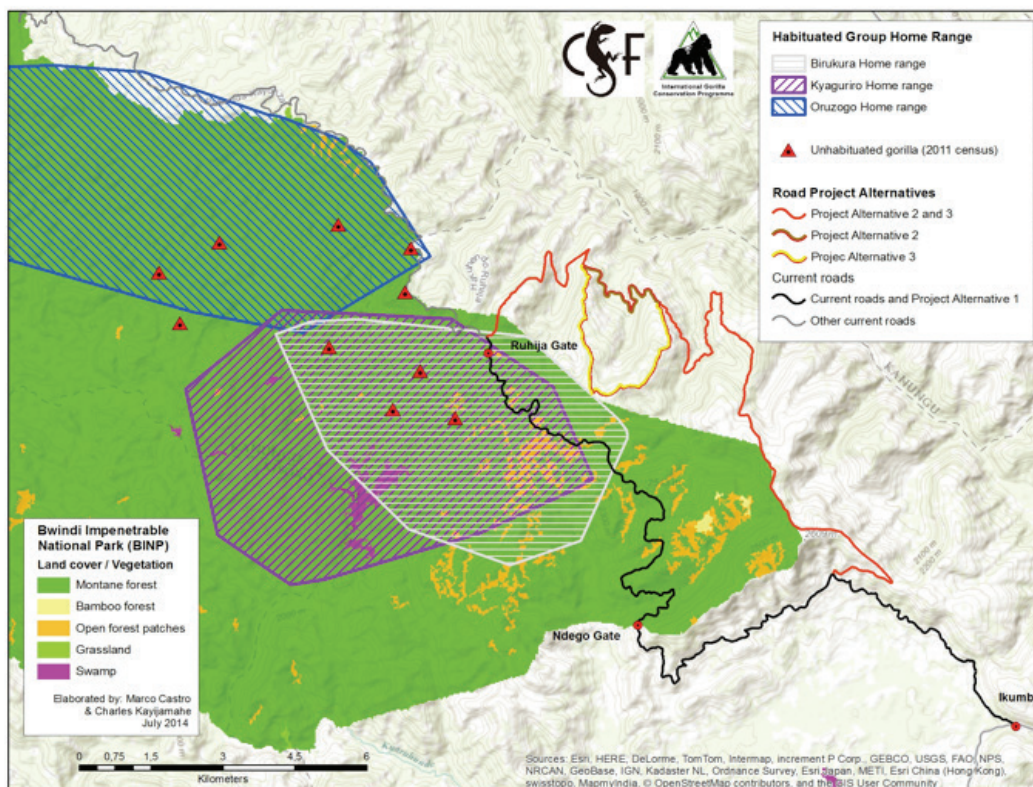 CSF
International Gorilla
Conservation Programme
Habituated Group Home Range
Birukura Home range
Kyaguriro Home range
Oruzogo Home range
Unhabituated gorilla (2011 census)
Road Project Alternatives
Project Alternative 2 and 3
Project Alternative 2
Projec Alternative 3
Current roads
Current roads and Project Alternative 1
Other current roads
2100 m
KANUNGU
Ruhija Gate
Ndego Gate
Ikumb
2100 m
Bwindi Impenetrable
National Park (BINP)
Land cover / Vegetation
Montane forest
Bamboo forest
Open forest patches
Grassland
Swamp
Elaborated by: Marco Castro
& Charles Kayijamahe
July 2014
0 0,75 1,5 3 4,5 6
Kilometers
Sources: Esri, HERE, DeLorme, TomTom, Intermap, increment P Corp., GEBCO, USGS, FAO, NPS,
NRCAN, GeoBase, IGN, Kadaster NL, Ordnance Survey, Esri Japan, METI, Esri China (Hong Kong),
swisstopo, MapmyIndia, © OpenStreetMap contributors, and the GIS User Community